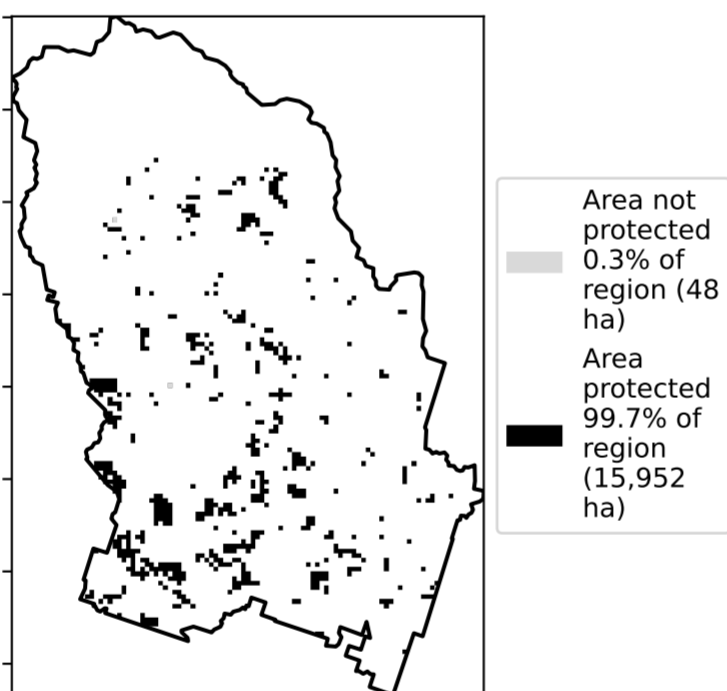 Area not
protected
0.3% of
region (48
ha)
Area
protected
99.7% of
region
(15,952
ha)